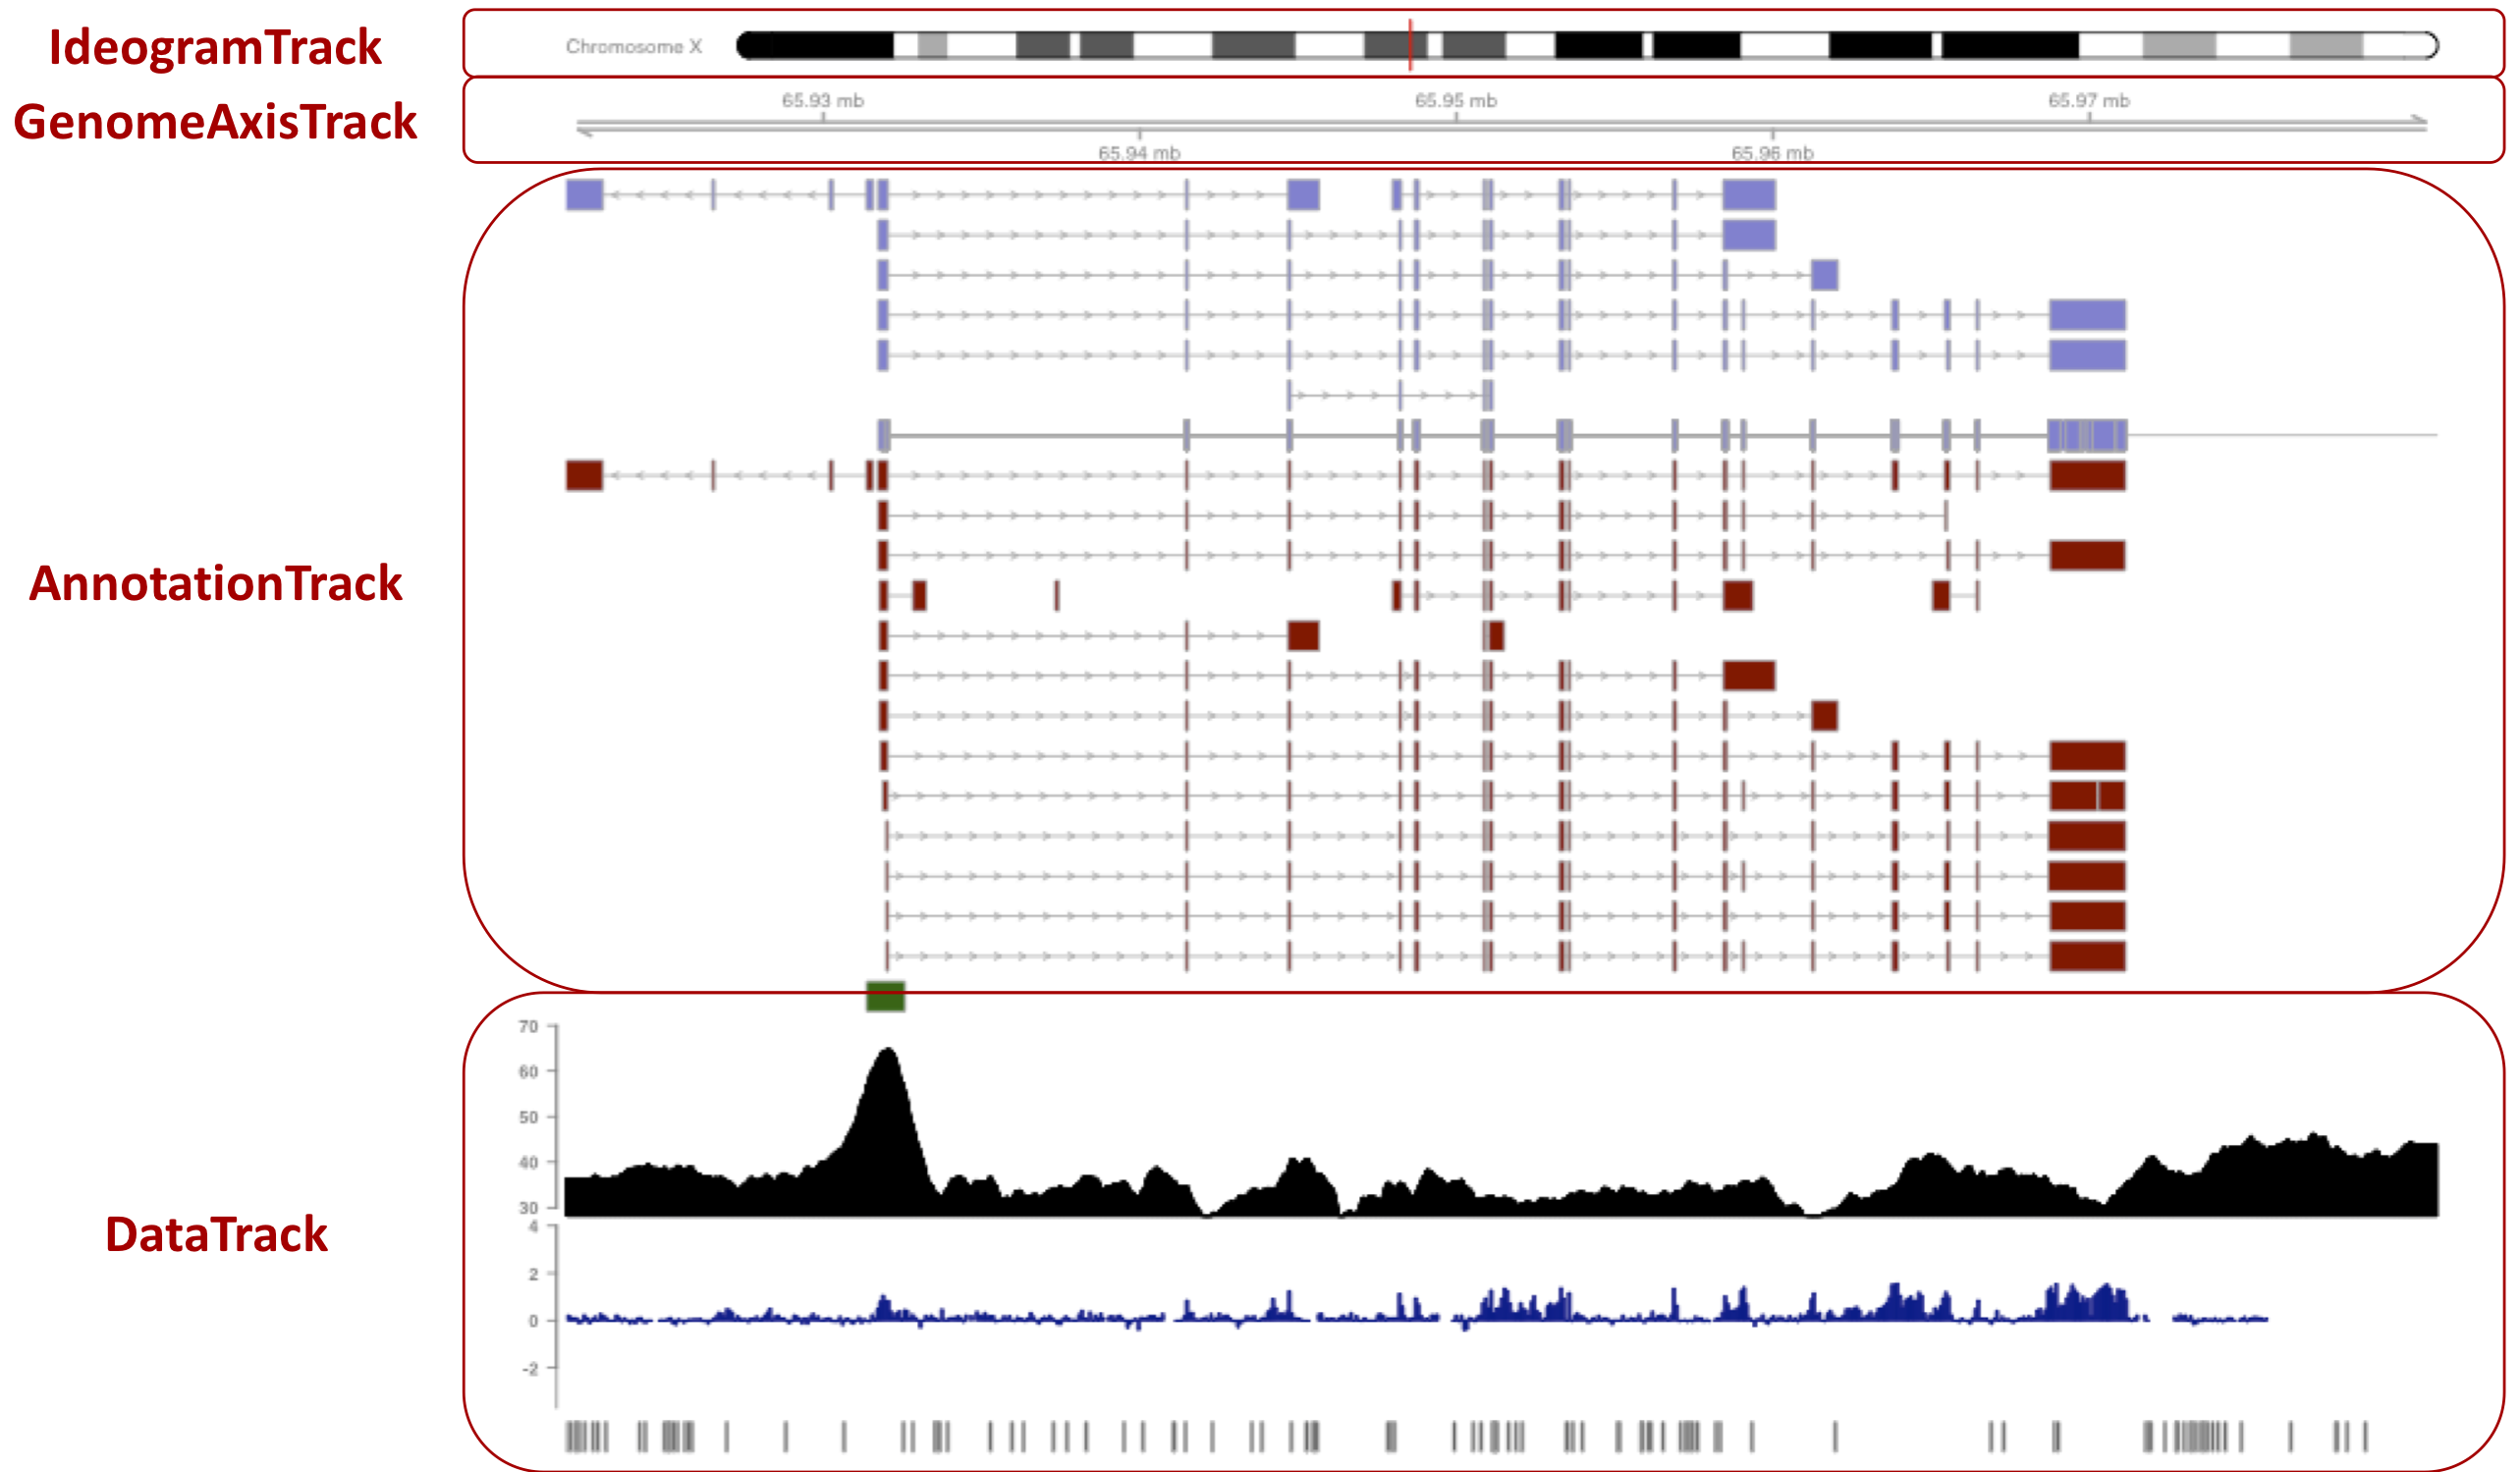 IdeogramTrack
Chromosome X
GenomeAxisTrack
65.93 mb
65.95 mb
65.97 mb
65.94 mb
65.96 mb
AnnotationTrack
DataTrack
70
60
50
40
30
4
2
0
-2